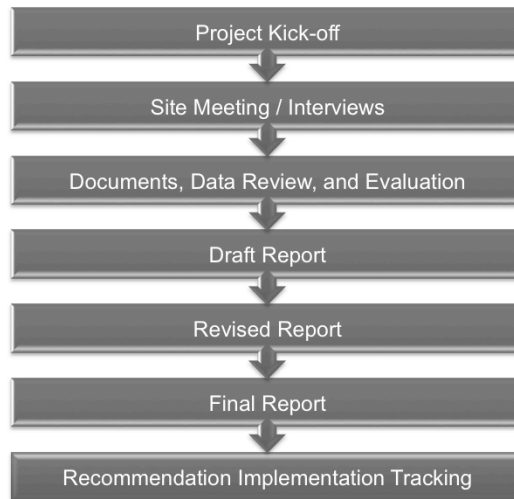 Project Kick-off
Site Meeting / Interviews
Documents, Data Review, and Evaluation
Draft Report
Revised Report
Final Report
Recommendation Implementation Tracking